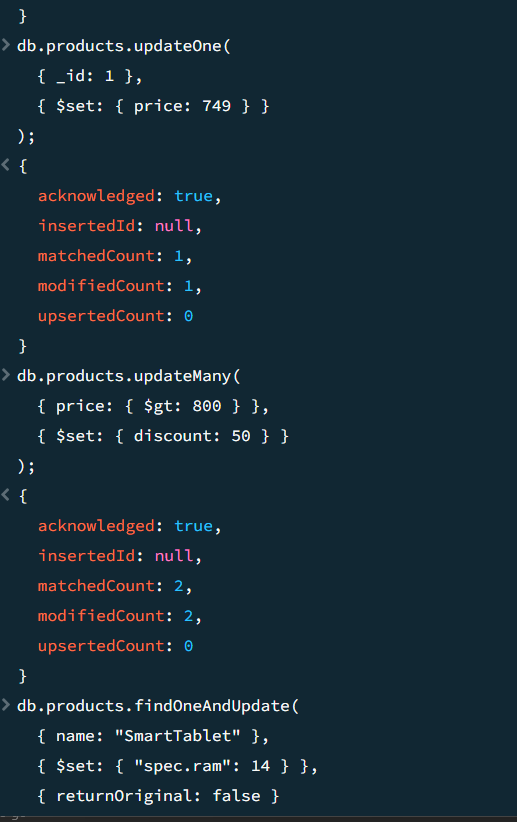 }
db.products.updateOne(
{ _id: 1 },
{ $set: { price: 749 } }
);
{
acknowledged: true,
insertedId: null,
matchedCount: 1,
modifiedCount: 1,
upsertedCount: 0
}
db.products.updateMany(
{ price: { $gt: 800 } },
{ $set: { discount: 50 } }
);
{
acknowledged: true,
insertedId: null,
matchedCount: 2,
modifiedCount: 2,
upsertedCount: 0
}
db.products.findOneAndUpdate(
{ name: "SmartTablet" },
{ $set: { "spec.ram": 14 } },
{ returnOriginal: false }